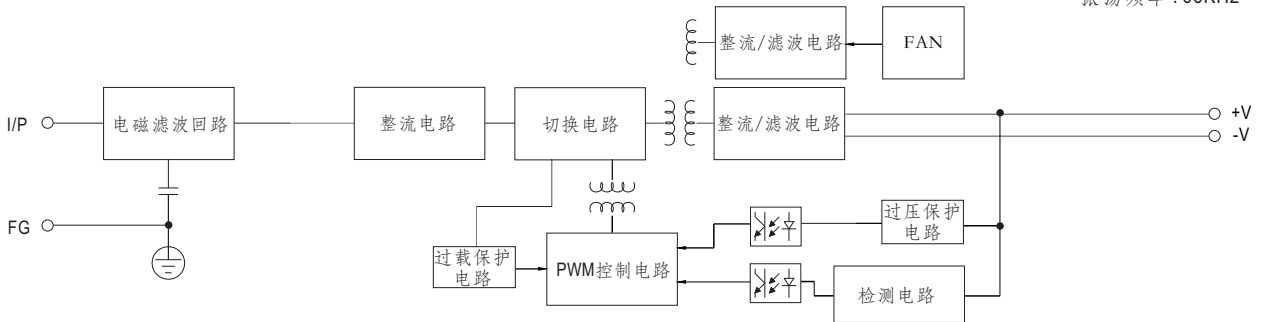 整流/滤波电路
FAN
I/P
电磁滤波回路
整流电路
切换电路
整流/滤波电路
+V
-V
FG
过载保护
电路
PWM控制电路
过压保护
电路
检测电路